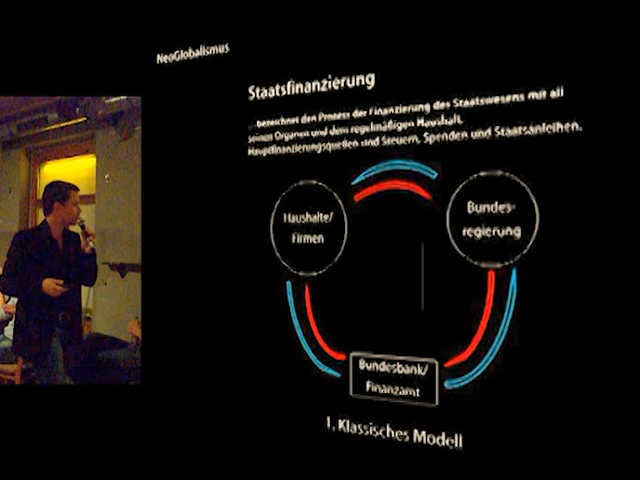 NeoGlobalismus
Staatsfinanzierung
...bezeichnet den Prozess der Finanzierung des Staatswesens mit all
seinen Organen und dem regelmäßigen Haushalt.
Hauptfinanzierungsquellen sind Steuern, Spenden und Staatsanleihen.
Haushalte/
Firmen
Bundes-
regierung
Bundesbank/
Finanzamt
1. Klassisches Modell